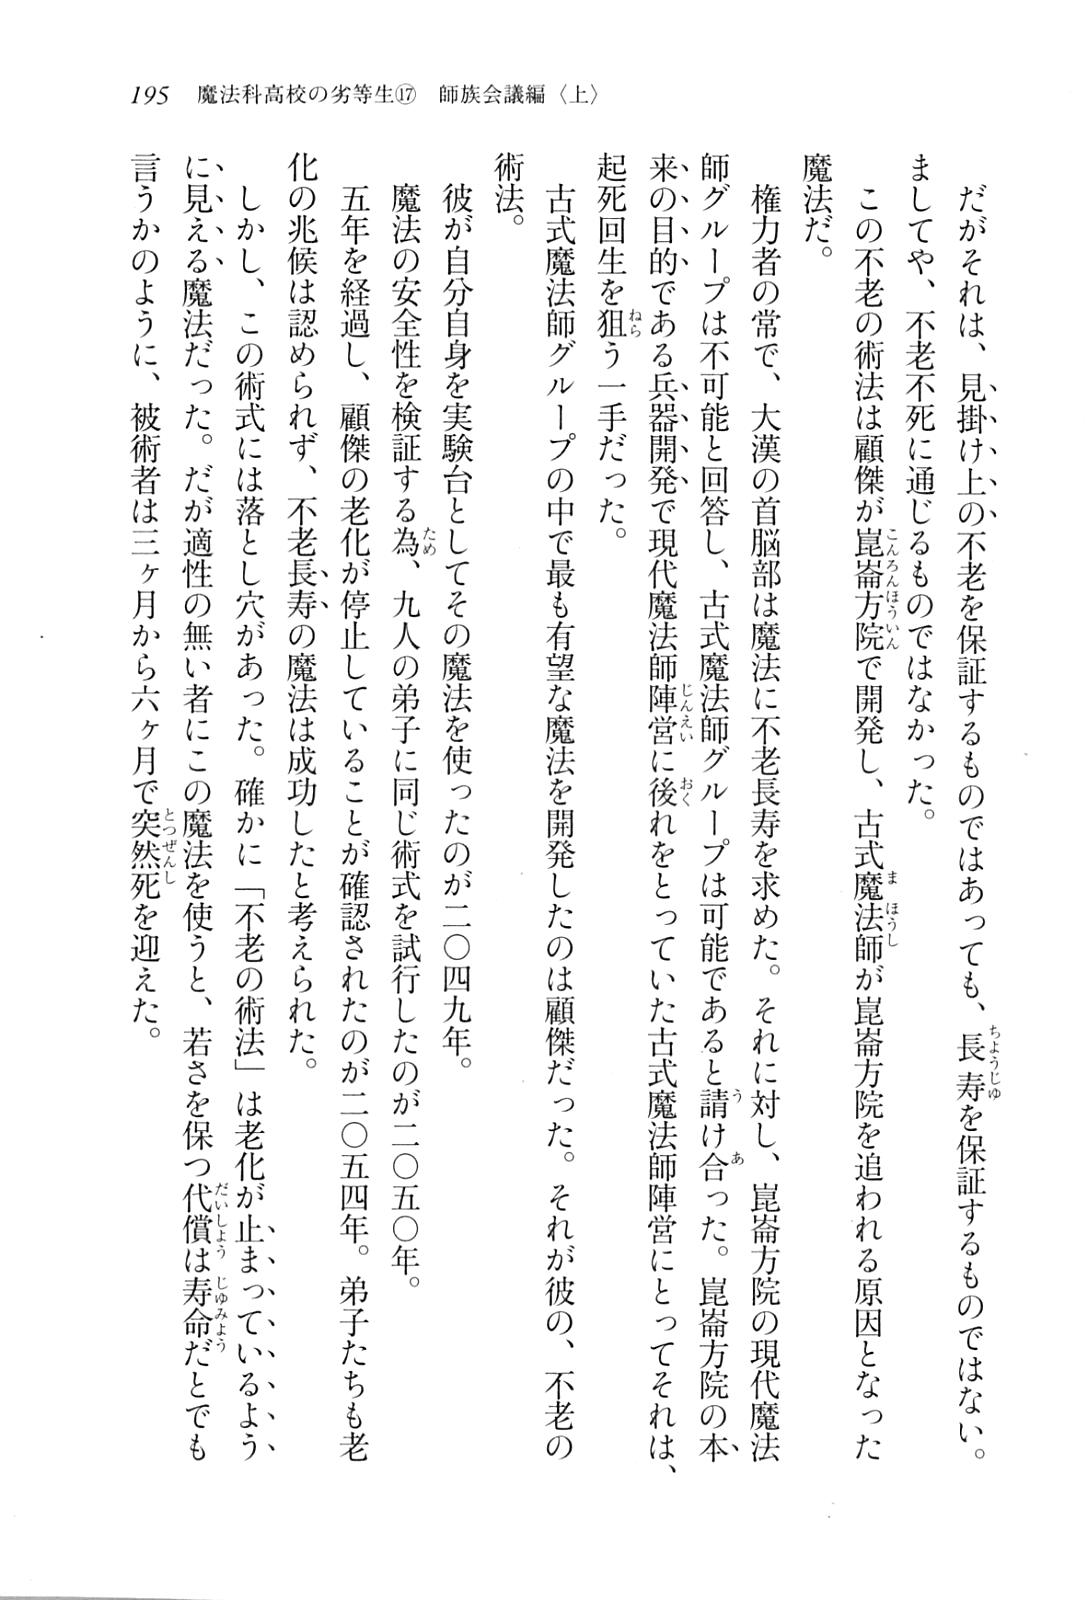 195　魔法科高校の劣等生⑰　師族会議編〈上〉
　だがそれは、見掛け上の不老を保証するものではあっても、長寿を保証するものではない。
ましてや、不老不死に通じるものではなかった。
　この不老の術法は顧傑が崑崙方院で開発し、古式魔法師が崑崙方院を追われる原因となった
魔法だ。
　権力者の常で、大漢の首脳部は魔法に不老長寿を求めた。それに対し、崑崙方院の現代魔法
師グループは不可能と回答し、古式魔法師グループは可能であると請け合った。崑崙方院の本
来の目的である兵器開発で現代魔法師陣営に後れをとっていた古式魔法師陣営にとってそれは、
起死回生を狙う一手だった。
　古式魔法師グループの中で最も有望な魔法を開発したのは顧傑だった。それが彼の、不老の
術法。
　彼が自分自身を実験台としてその魔法を使ったのが二〇四九年。
　魔法の安全性を検証する為、九人の弟子に同じ術式を試行したのが二〇五〇年。
　五年を経過し、顧傑の老化が停止していることが確認されたのが二〇五四年。弟子たちも老
化の兆候は認められず、不老長寿の魔法は成功したと考えられた。
　しかし、この術式には落とし穴があった。確かに「不老の術法」は老化が止まっているよう
に見える魔法だった。だが適性の無い者にこの魔法を使うと、若さを保つ代償は寿命だとでも
言うかのように、被術者は三ヶ月から六ヶ月で突然死を迎えた。